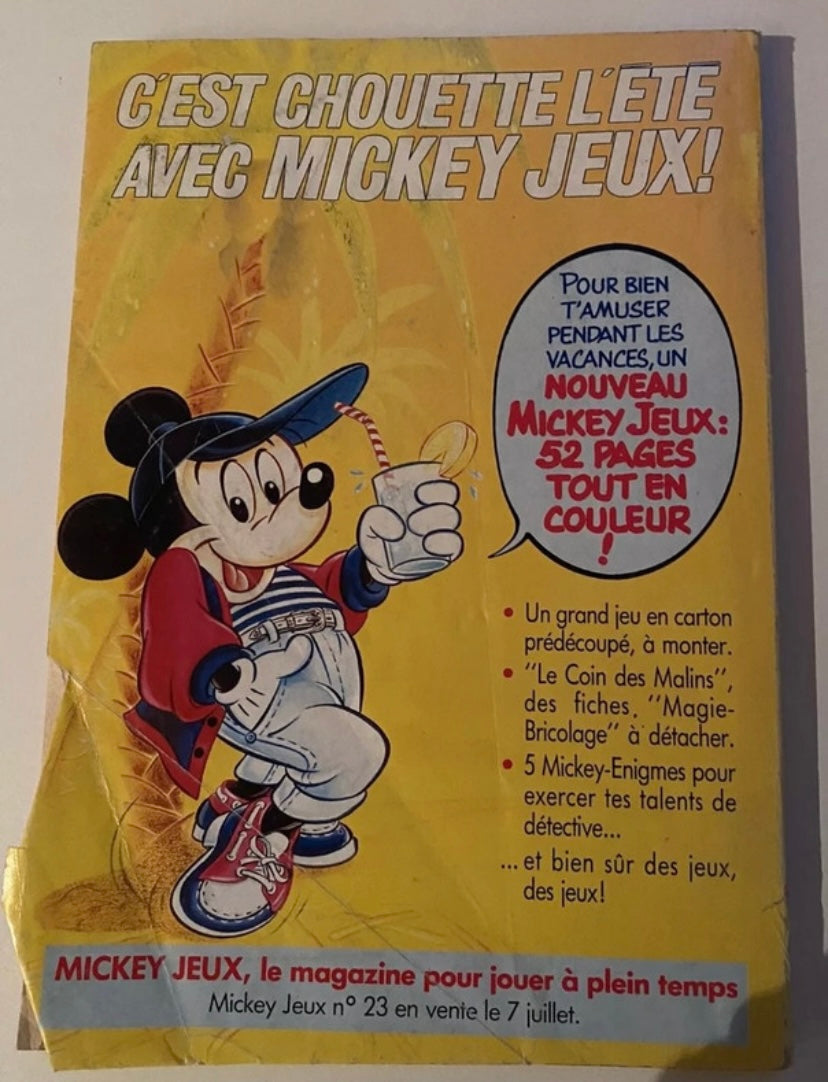 C'EST CHOUETTE L'ÉTÉ
AVEC MICKEY JEUX!
POUR BIEN
T'AMUSER
PENDANT LES
VACANCES, UN
NOUVEAU
MICKEY JEUX:
52 PAGES
TOUT EN
COULEUR
!
• Un grand jeu en carton
prédécoupé, à monter.
• "Le Coin des Malins",
des fiches, "Magie-
Bricolage" à détacher.
• 5 Mickey-Enigmes pour
exercer tes talents de
détective...
... et bien sûr des jeux,
des jeux!
MICKEY JEUX, le magazine pour jouer à plein temps
Mickey Jeux n° 23 en vente le 7 juillet.